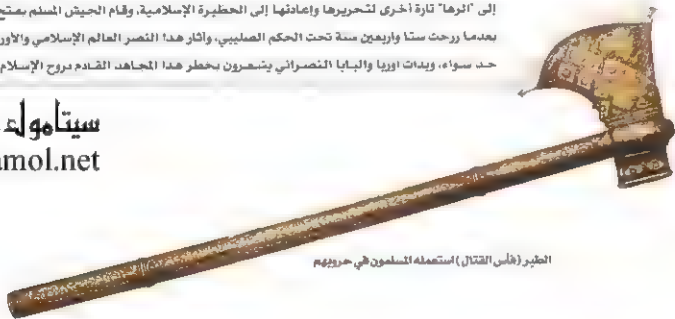 إلى "الرها" تارة أخرى لتحريرها وإعادتها إلى الحظيرة الإسلامية، وقام الجيش المسلم بفتح
بعدما رزحت ستا وأربعين سنة تحت الحكم الصليبي، وأثار هذا النصر العالم الإسلامي والأور
حد سواء، وبدأت أوربا والبابا النصراني يشعرون بخطر هذا المجاهد القادم بروح الإسلام
سيتامول
amol.net
الطبر (فأس القتال) استعمله المسلمون في حروبهم